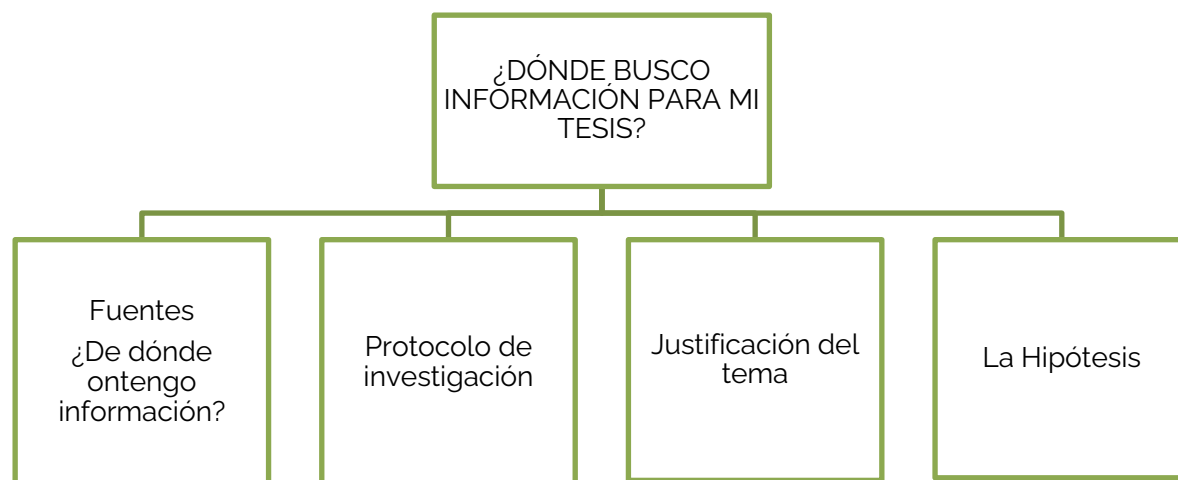 ¿DÓNDE BUSCO
INFORMACIÓN PARA MI
TESIS?
Fuentes
¿De dónde
ontengo
información?
Protocolo de
investigación
Justificación del
tema
La Hipótesis